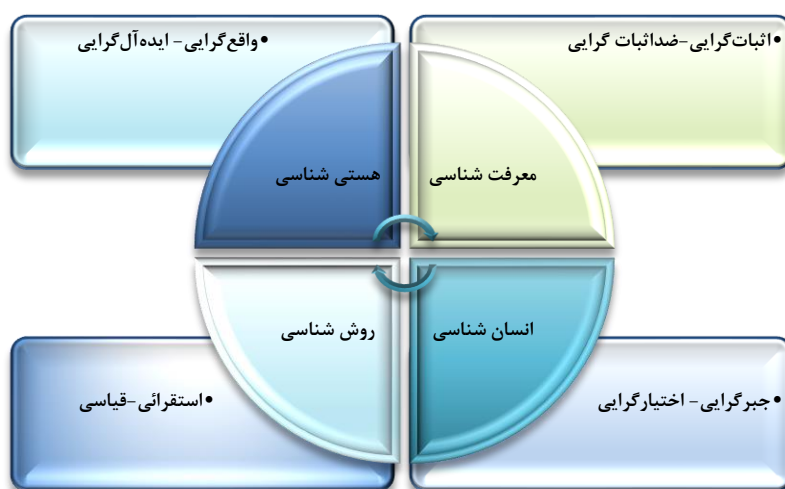 •اثبات‌گرایی-ضداثبات گرایی
•واقع‌گرایی- ایده‌آل‌گرایی
معرفت شناسی
هستی شناسی
انسان شناسی
روش شناسی
•جبرگرایی- اختیارگرایی
•استقرائی-قیاسی